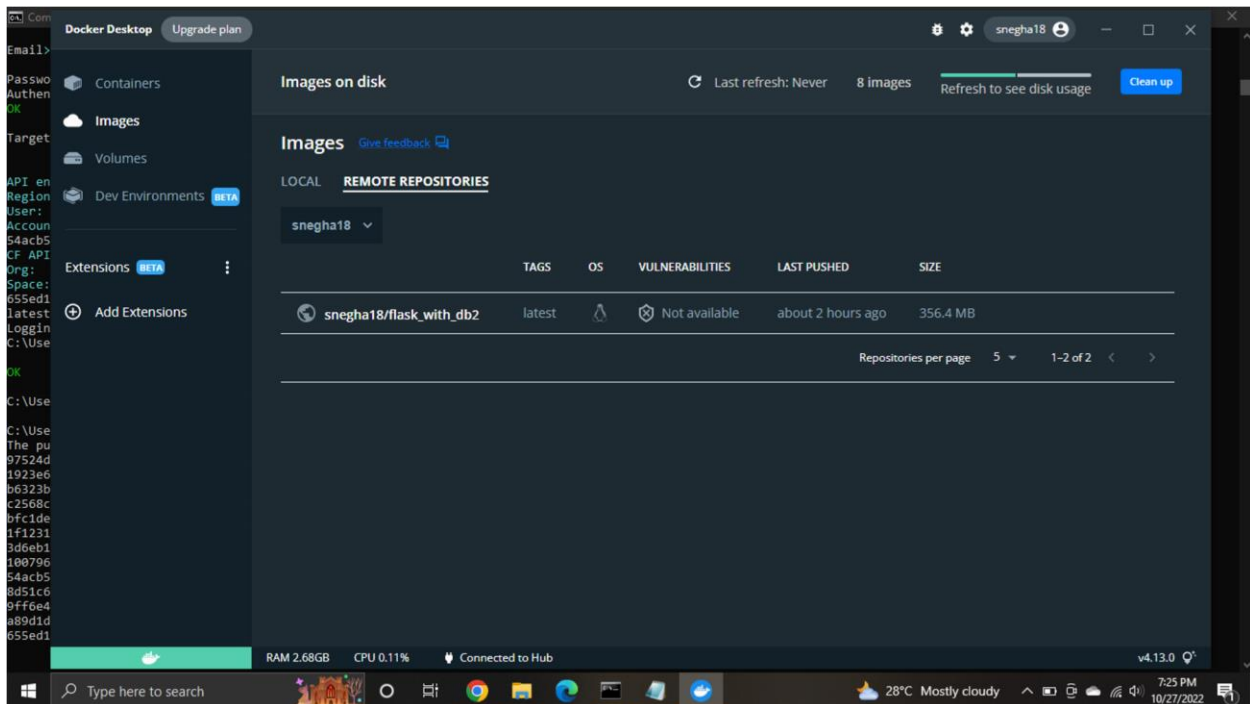 Com
Email>
Passwo
Authen
OK
Target
API en
Region
User:
Accoun
54acb5
CF API
Org:
Space:
655ed1
latest
Loggin
C:\Use
OK
C:\Use
C:\Use
The pu
97524d
1923e6
b6323b
c2568c
bfc1de
1f1231
3d6eb1
100796
54acb5
8d51c6
9ff6e4
a89d1d
655ed1
Docker Desktop Upgrade plan snegha18
Containers
Images
Volumes
Dev Environments BETA
Extensions BETA
Add Extensions
Images on disk Last refresh: Never 8 images Refresh to see disk usage Clean up
Images Give feedback
LOCAL REMOTE REPOSITORIES
snegha18
TAGS OS VULNERABILITIES LAST PUSHED SIZE
snegha18/flask_with_db2 latest Not available about 2 hours ago 356.4 MB
Repositories per page 5 1–2 of 2
RAM 2.68GB CPU 0.11% Connected to Hub v4.13.0
Type here to search 28°C Mostly cloudy 7:25 PM
10/27/2022